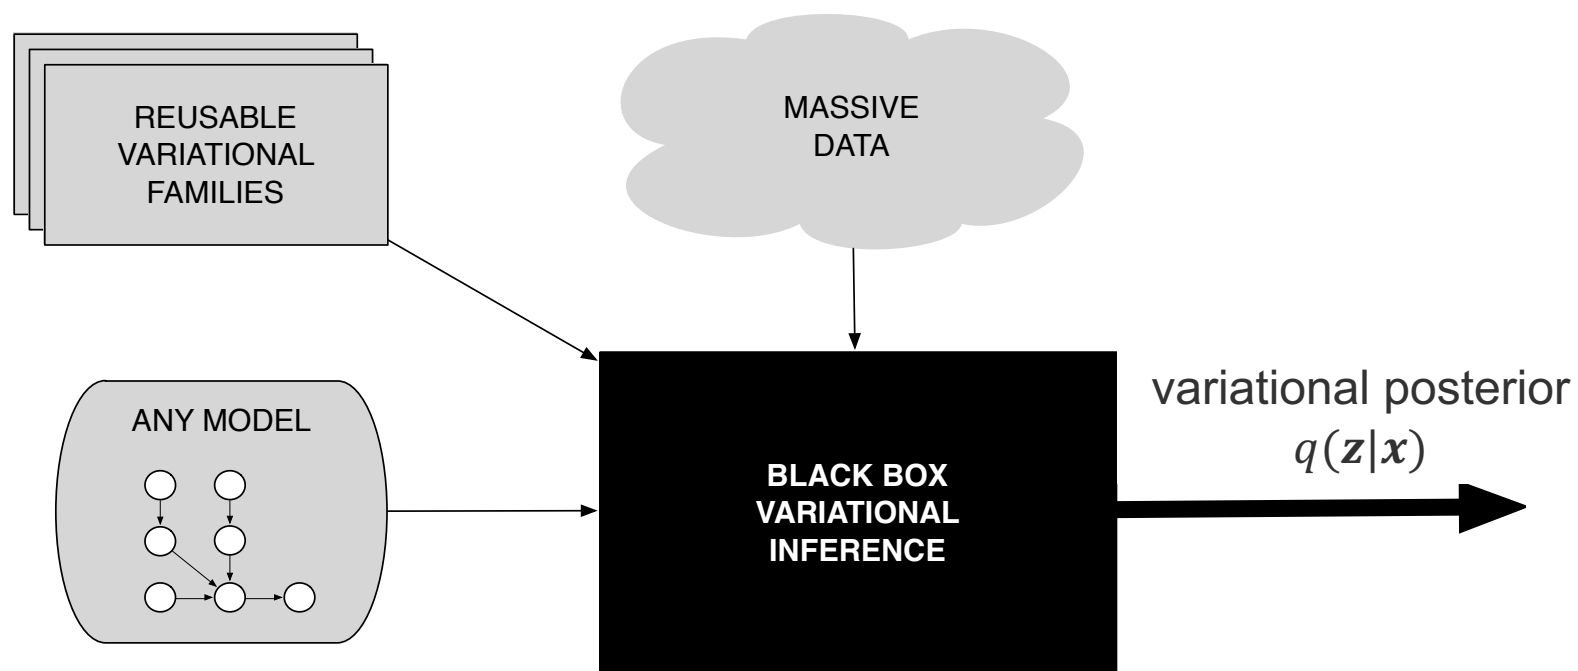 REUSABLE
VARIATIONAL
FAMILIES
MASSIVE
DATA
ANY MODEL
BLACK BOX
VARIATIONAL
INFERENCE
variational posterior
q(z|x)